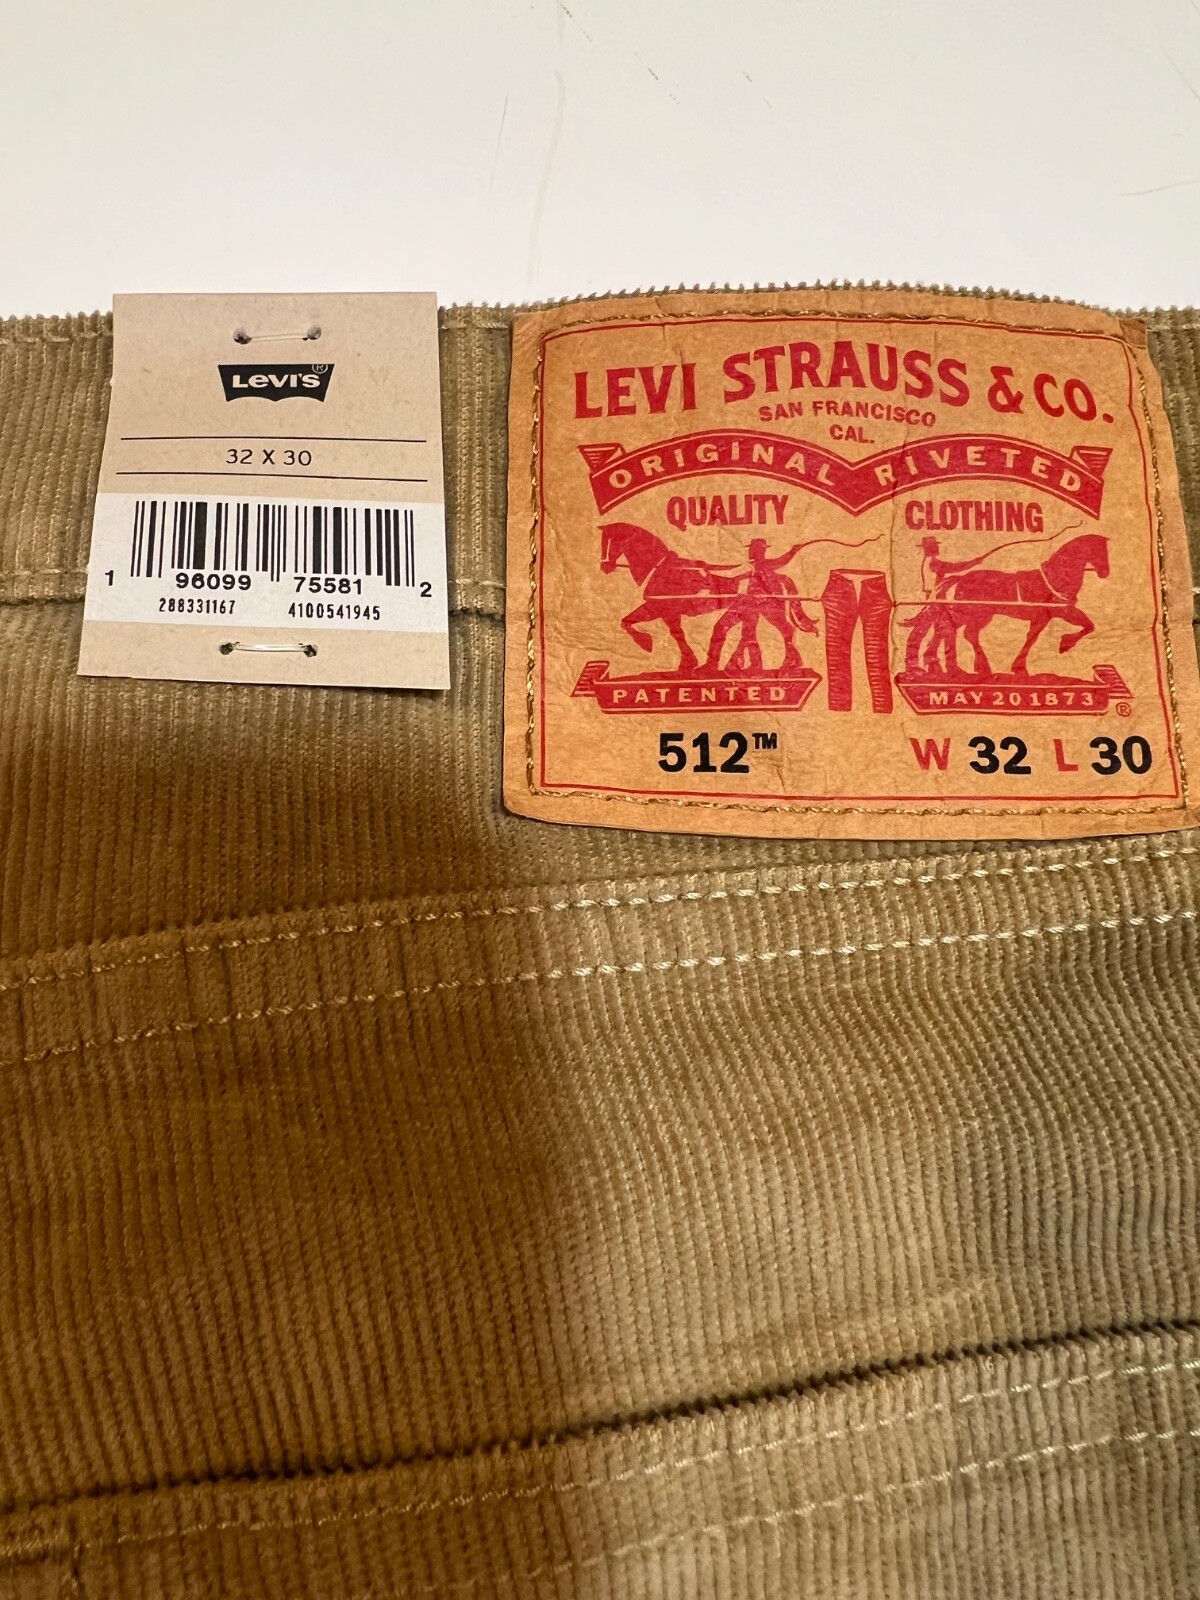 LEVI'S®
32 X 30
1 96099 75581 2
288331167 4100541945
LEVI STRAUSS & CO.
SAN FRANCISCO
CAL.
ORIGINAL RIVETED
QUALITY CLOTHING
PATENTED MAY 20 1873 ®
512™ W 32 L 30